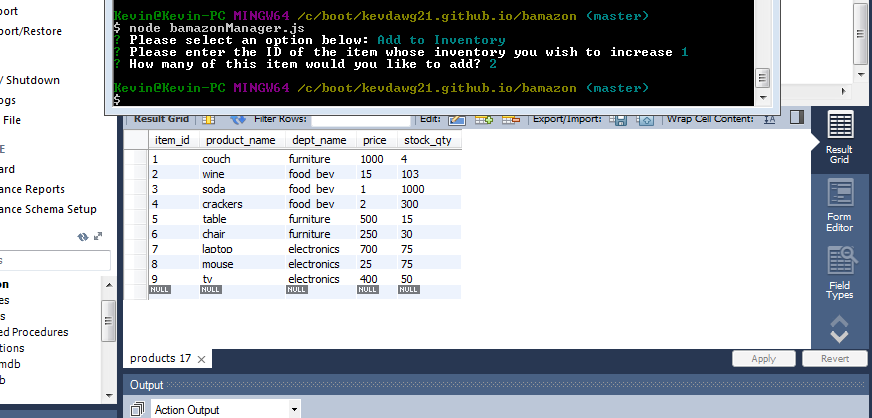 Kevin@Kevin-PC MINGW64 /c/boot/kevdawg21.github.io/bamazon (master)
$ node bamazonManager.js
? Please select an option below: Add to Inventory
? Please enter the ID of the item whose inventory you wish to increase 1
? How many of this item would you like to add? 2
Kevin@Kevin-PC MINGW64 /c/boot/kevdawg21.github.io/bamazon (master)
$
port
port/Restore
/ Shutdown
ogs
File
E
ard
ance Reports
ance Schema Setup
s
on
es
s
ed Procedures
tions
mdb
b
Result Grid Filter Rows: Edit: Export/Import: Wrap Cell Content: IA
item_id product_name dept_name price stock_qty
1 couch furniture 1000 4
2 wine food bev 15 103
3 soda food bev 1 1000
4 crackers food bev 2 300
5 table furniture 500 15
6 chair furniture 250 30
7 laptop electronics 700 75
8 mouse electronics 25 75
9 tv electronics 400 50
NULL NULL NULL NULL NULL
Result
Grid
Form
Editor
Field
Types
products 17 ×
Apply Revert
Output
Action Output